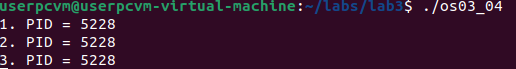 userpcvm@userpcvm-virtual-machine:~/labs/lab3$ ./os03_04
1. PID = 5228
2. PID = 5228
3. PID = 5228